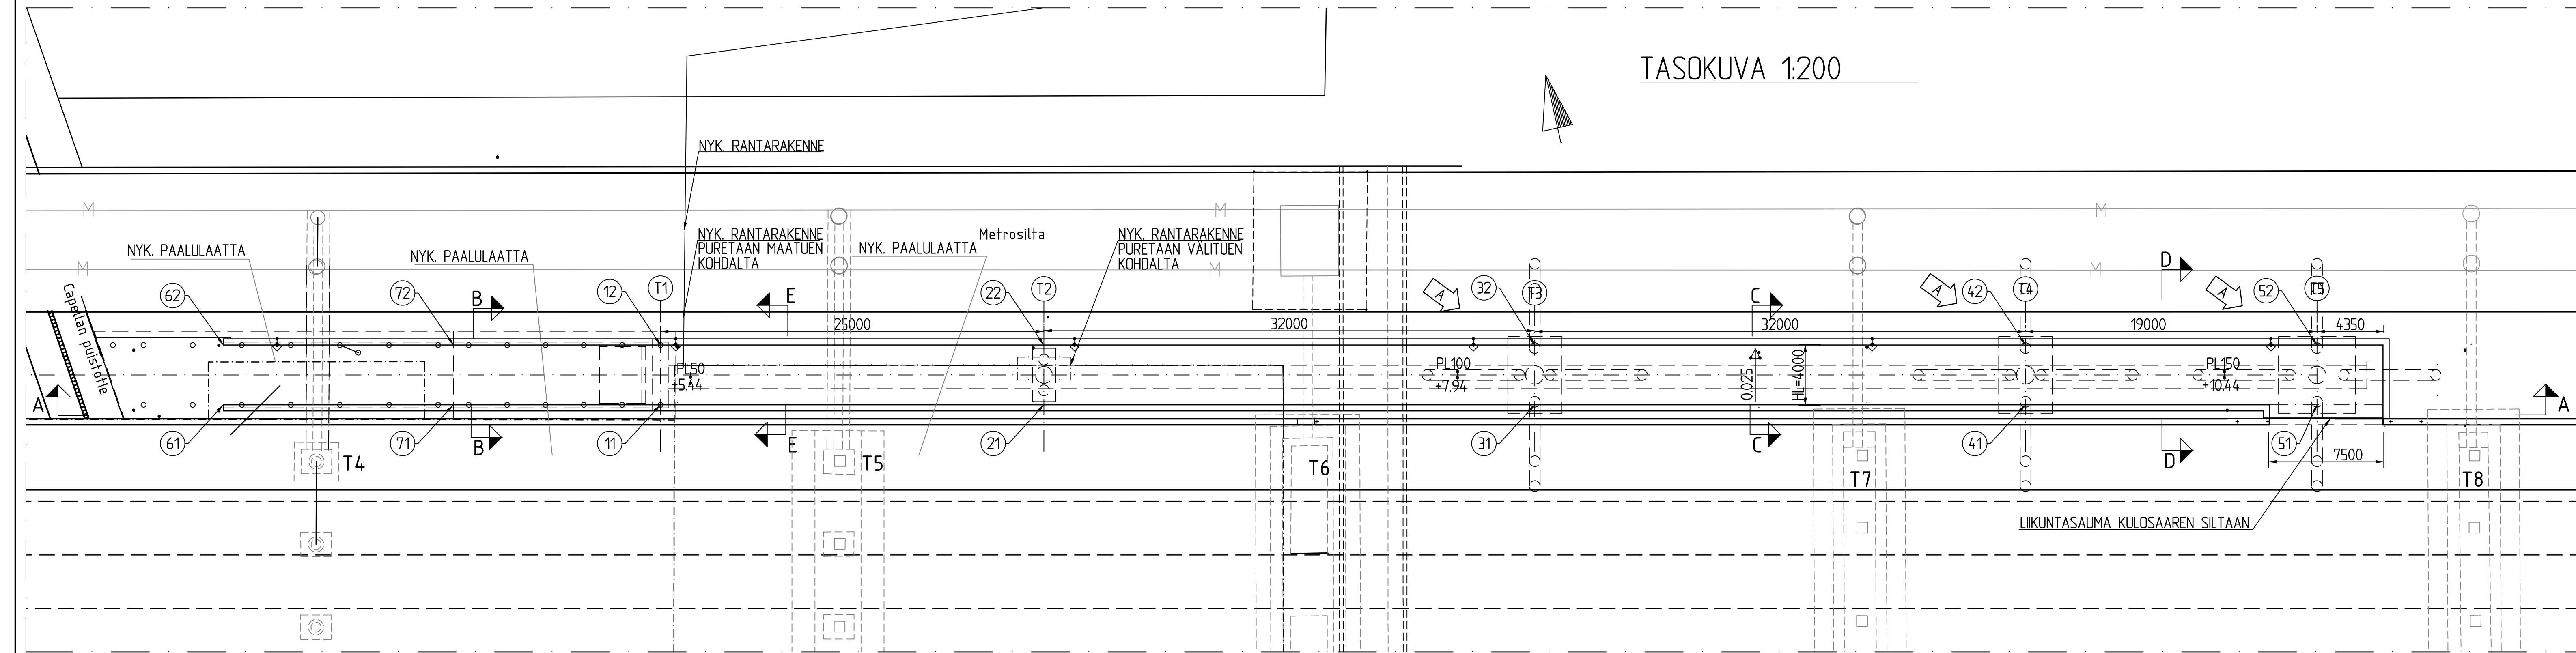 TASOKUVA 1:200
NYK. RANTARAKENNE
M
M
M
NYK. PAALULAATTA
NYK. PAALULAATTA
NYK. RANTARAKENNE
PURETAAN MAATUEN
KOHDALTA
NYK. PAALULAATTA
Metrosilta
NYK. RANTARAKENNE
PURETAAN VÄLITUEN
KOHDALTA
M
M
M
D
Capellan puistotie
62
72
B
12
T1
E
22
T2
A
32
T3
C
A
42
T4
A
52
T5
25000
32000
32000
19000
4350
PL50
+5.44
PL100
+7.94
0.025
HL=4000
PL150
+10.44
A
A
61
71
B
11
E
21
31
C
41
D
51
7500
T4
T5
T6
T7
T8
LIIKUNTASAUMA KULOSAAREN SILTAAN